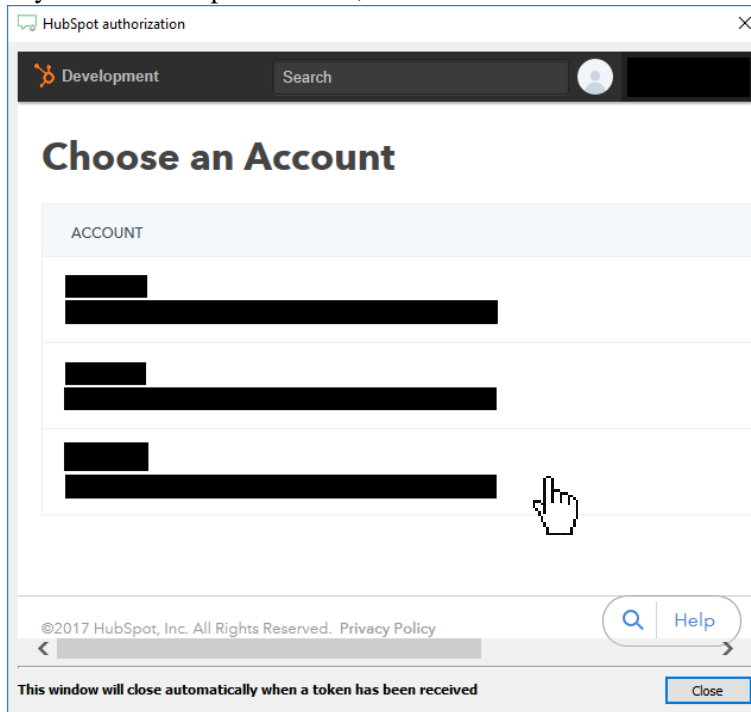 HubSpot authorization
Development
Search
Choose an Account
ACCOUNT
©2017 HubSpot, Inc. All Rights Reserved. Privacy Policy
Help
This window will close automatically when a token has been received
Close